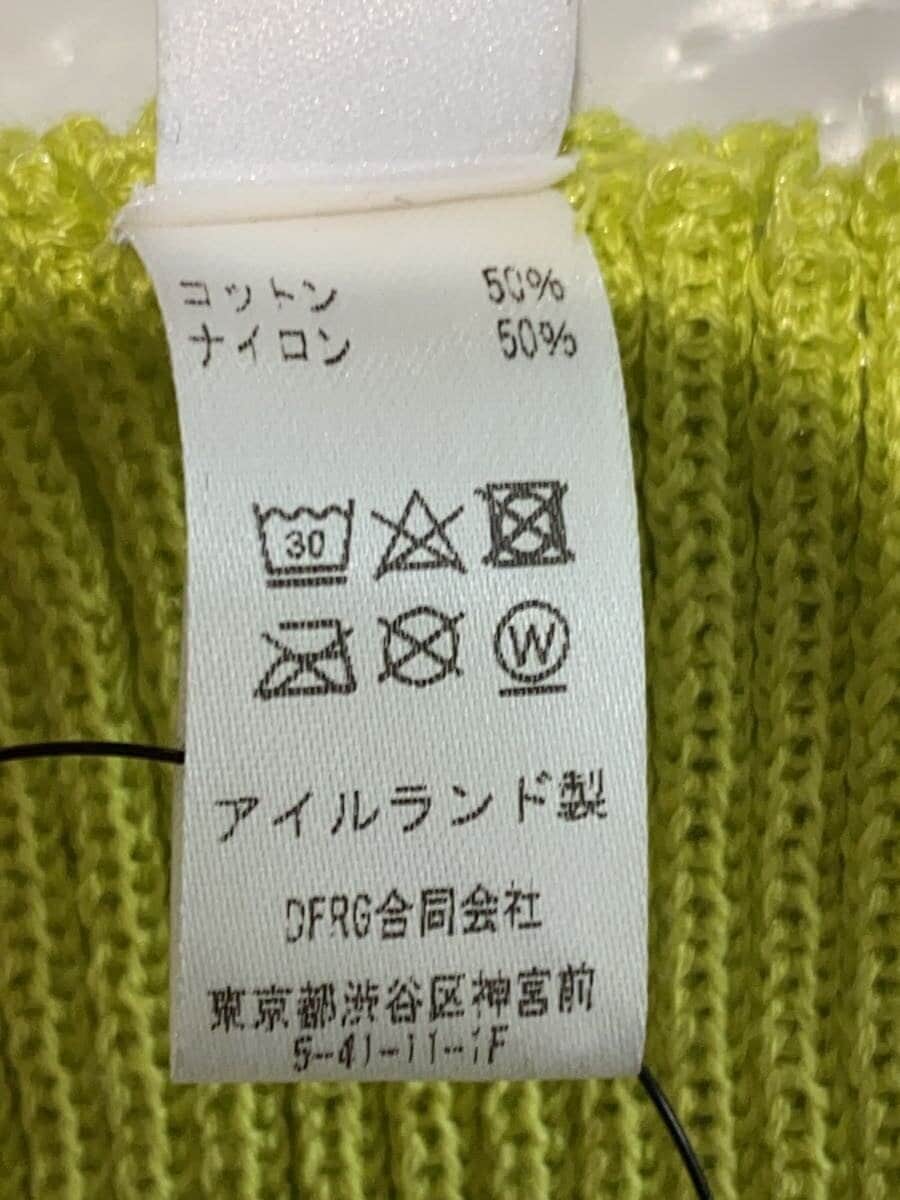 コットン 50%
ナイロン 50%
30
W
アイルランド製
DFRG合同会社
東京都渋谷区神宮前
5-41-11-1F